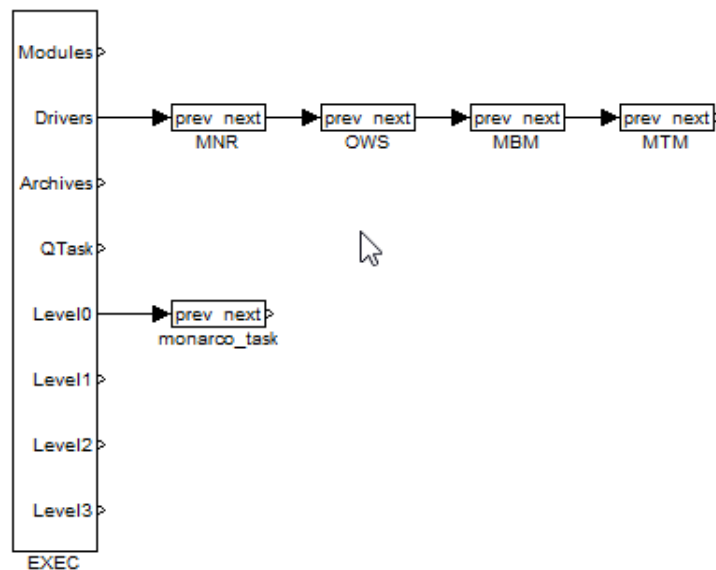 Modules
Drivers
prev next
prev next
prev next
prev next
MNR
OWS
MBM
MTM
Archives
QTask
Level0
prev next
monarco_task
Level1
Level2
Level3
EXEC